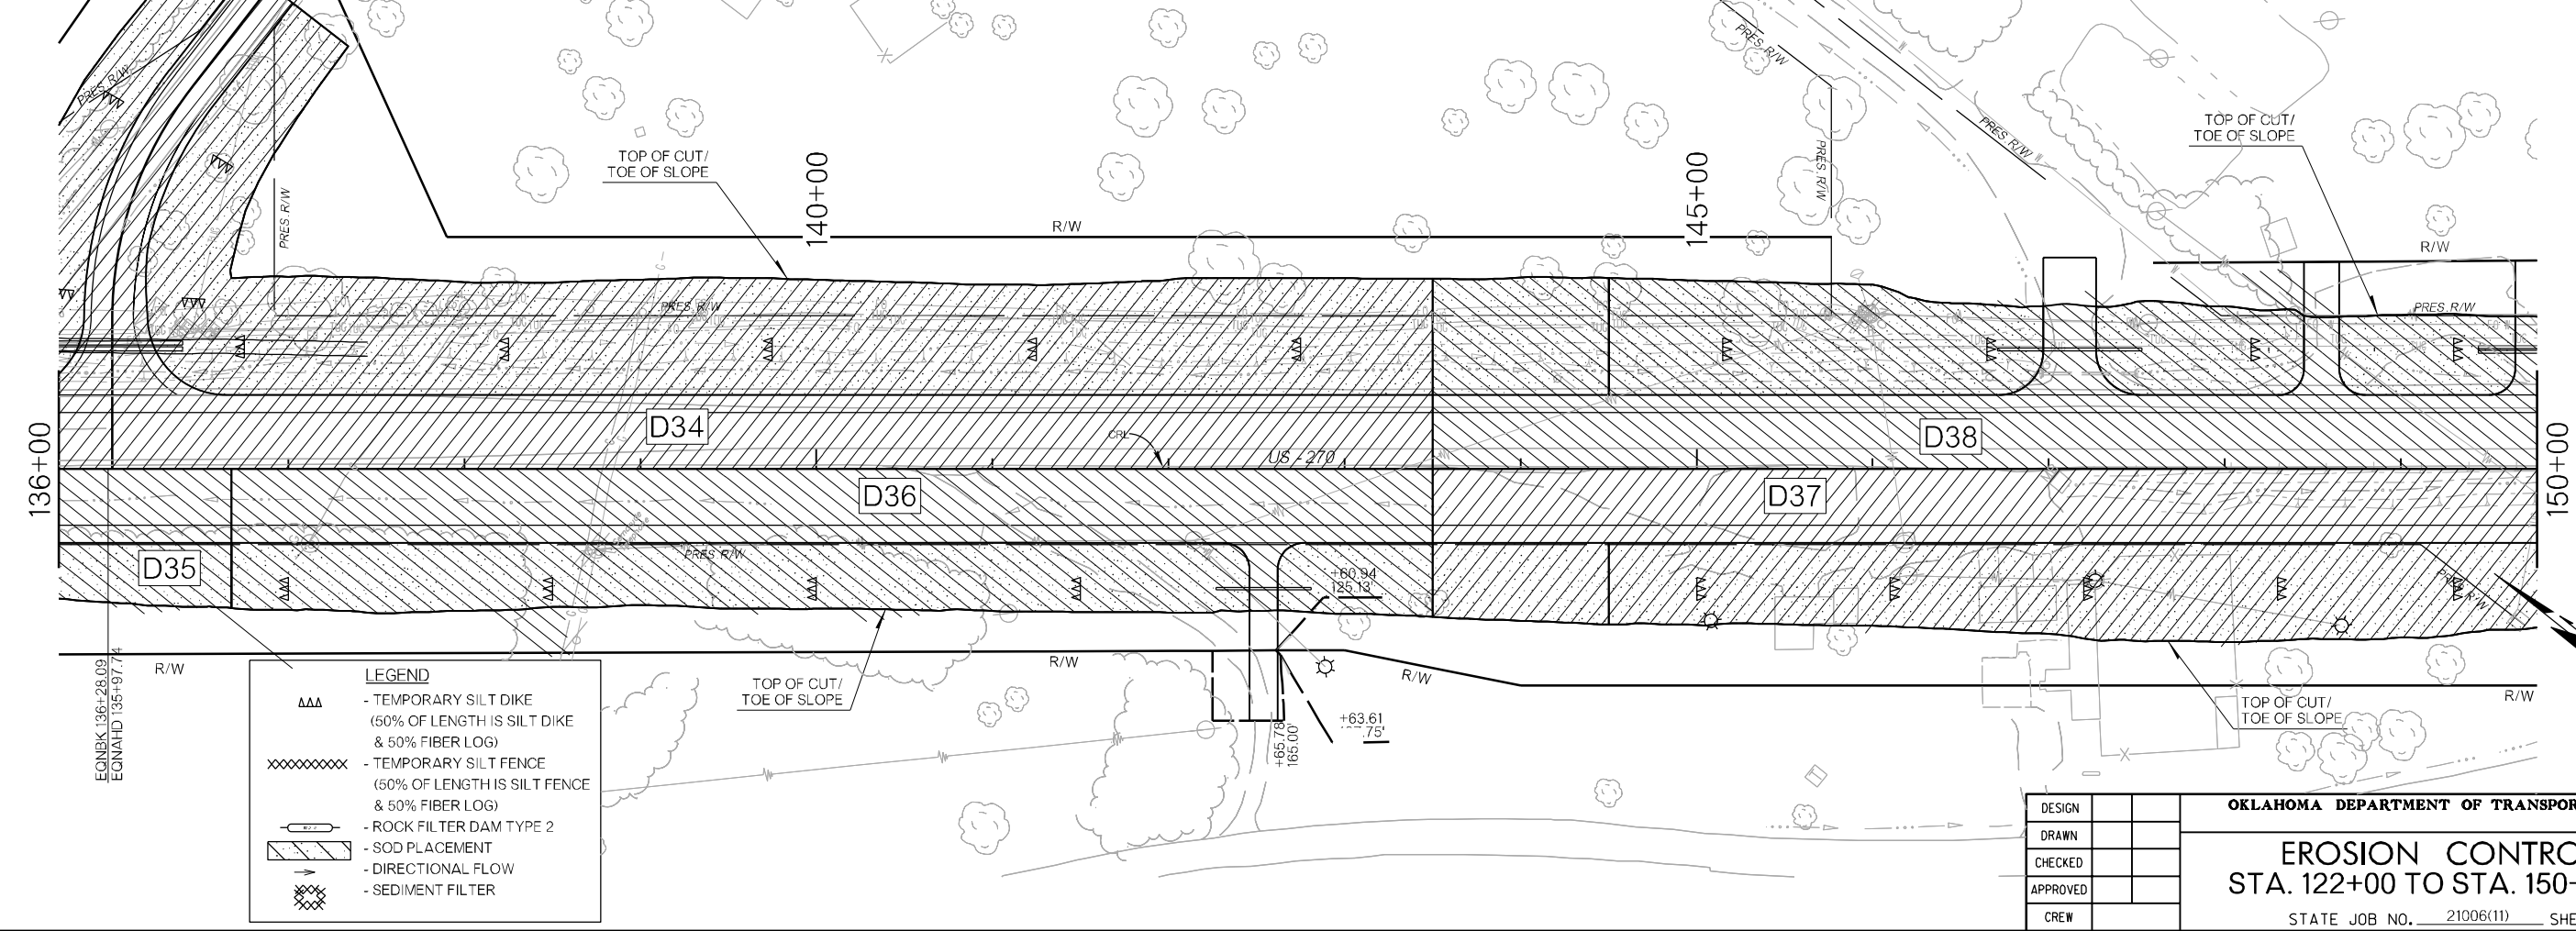 PRES. R/W
PRES. R/W
PRES. R/W
PRES. R/W
PRES. R/W
TOP OF CUT/
TOE OF SLOPE
140+00
R/W
145+00
TOP OF CUT/
TOE OF SLOPE
R/W
PRES. R/W
PRES. R/W
136+00
D34
CRL
US - 270
D38
150+00
D36
D37
D35
PRES. R/W
+60.94
125.13'
EQNBK 136+28.09
EQNAHD 135+97.74
R/W
R/W
R/W
R/W
TOP OF CUT/
TOE OF SLOPE
+65.78
165.00'
+63.61
TOP OF CUT/
TOE OF SLOPE
LEGEND
- TEMPORARY SILT DIKE
(50% OF LENGTH IS SILT DIKE
& 50% FIBER LOG)
- TEMPORARY SILT FENCE
(50% OF LENGTH IS SILT FENCE
& 50% FIBER LOG)
- ROCK FILTER DAM TYPE 2
- SOD PLACEMENT
- DIRECTIONAL FLOW
- SEDIMENT FILTER
DESIGN
DRAWN
CHECKED
APPROVED
CREW
OKLAHOMA DEPARTMENT OF TRANSPOR
EROSION CONTRO
STA. 122+00 TO STA. 150
STATE JOB NO. 21006(11) SHE